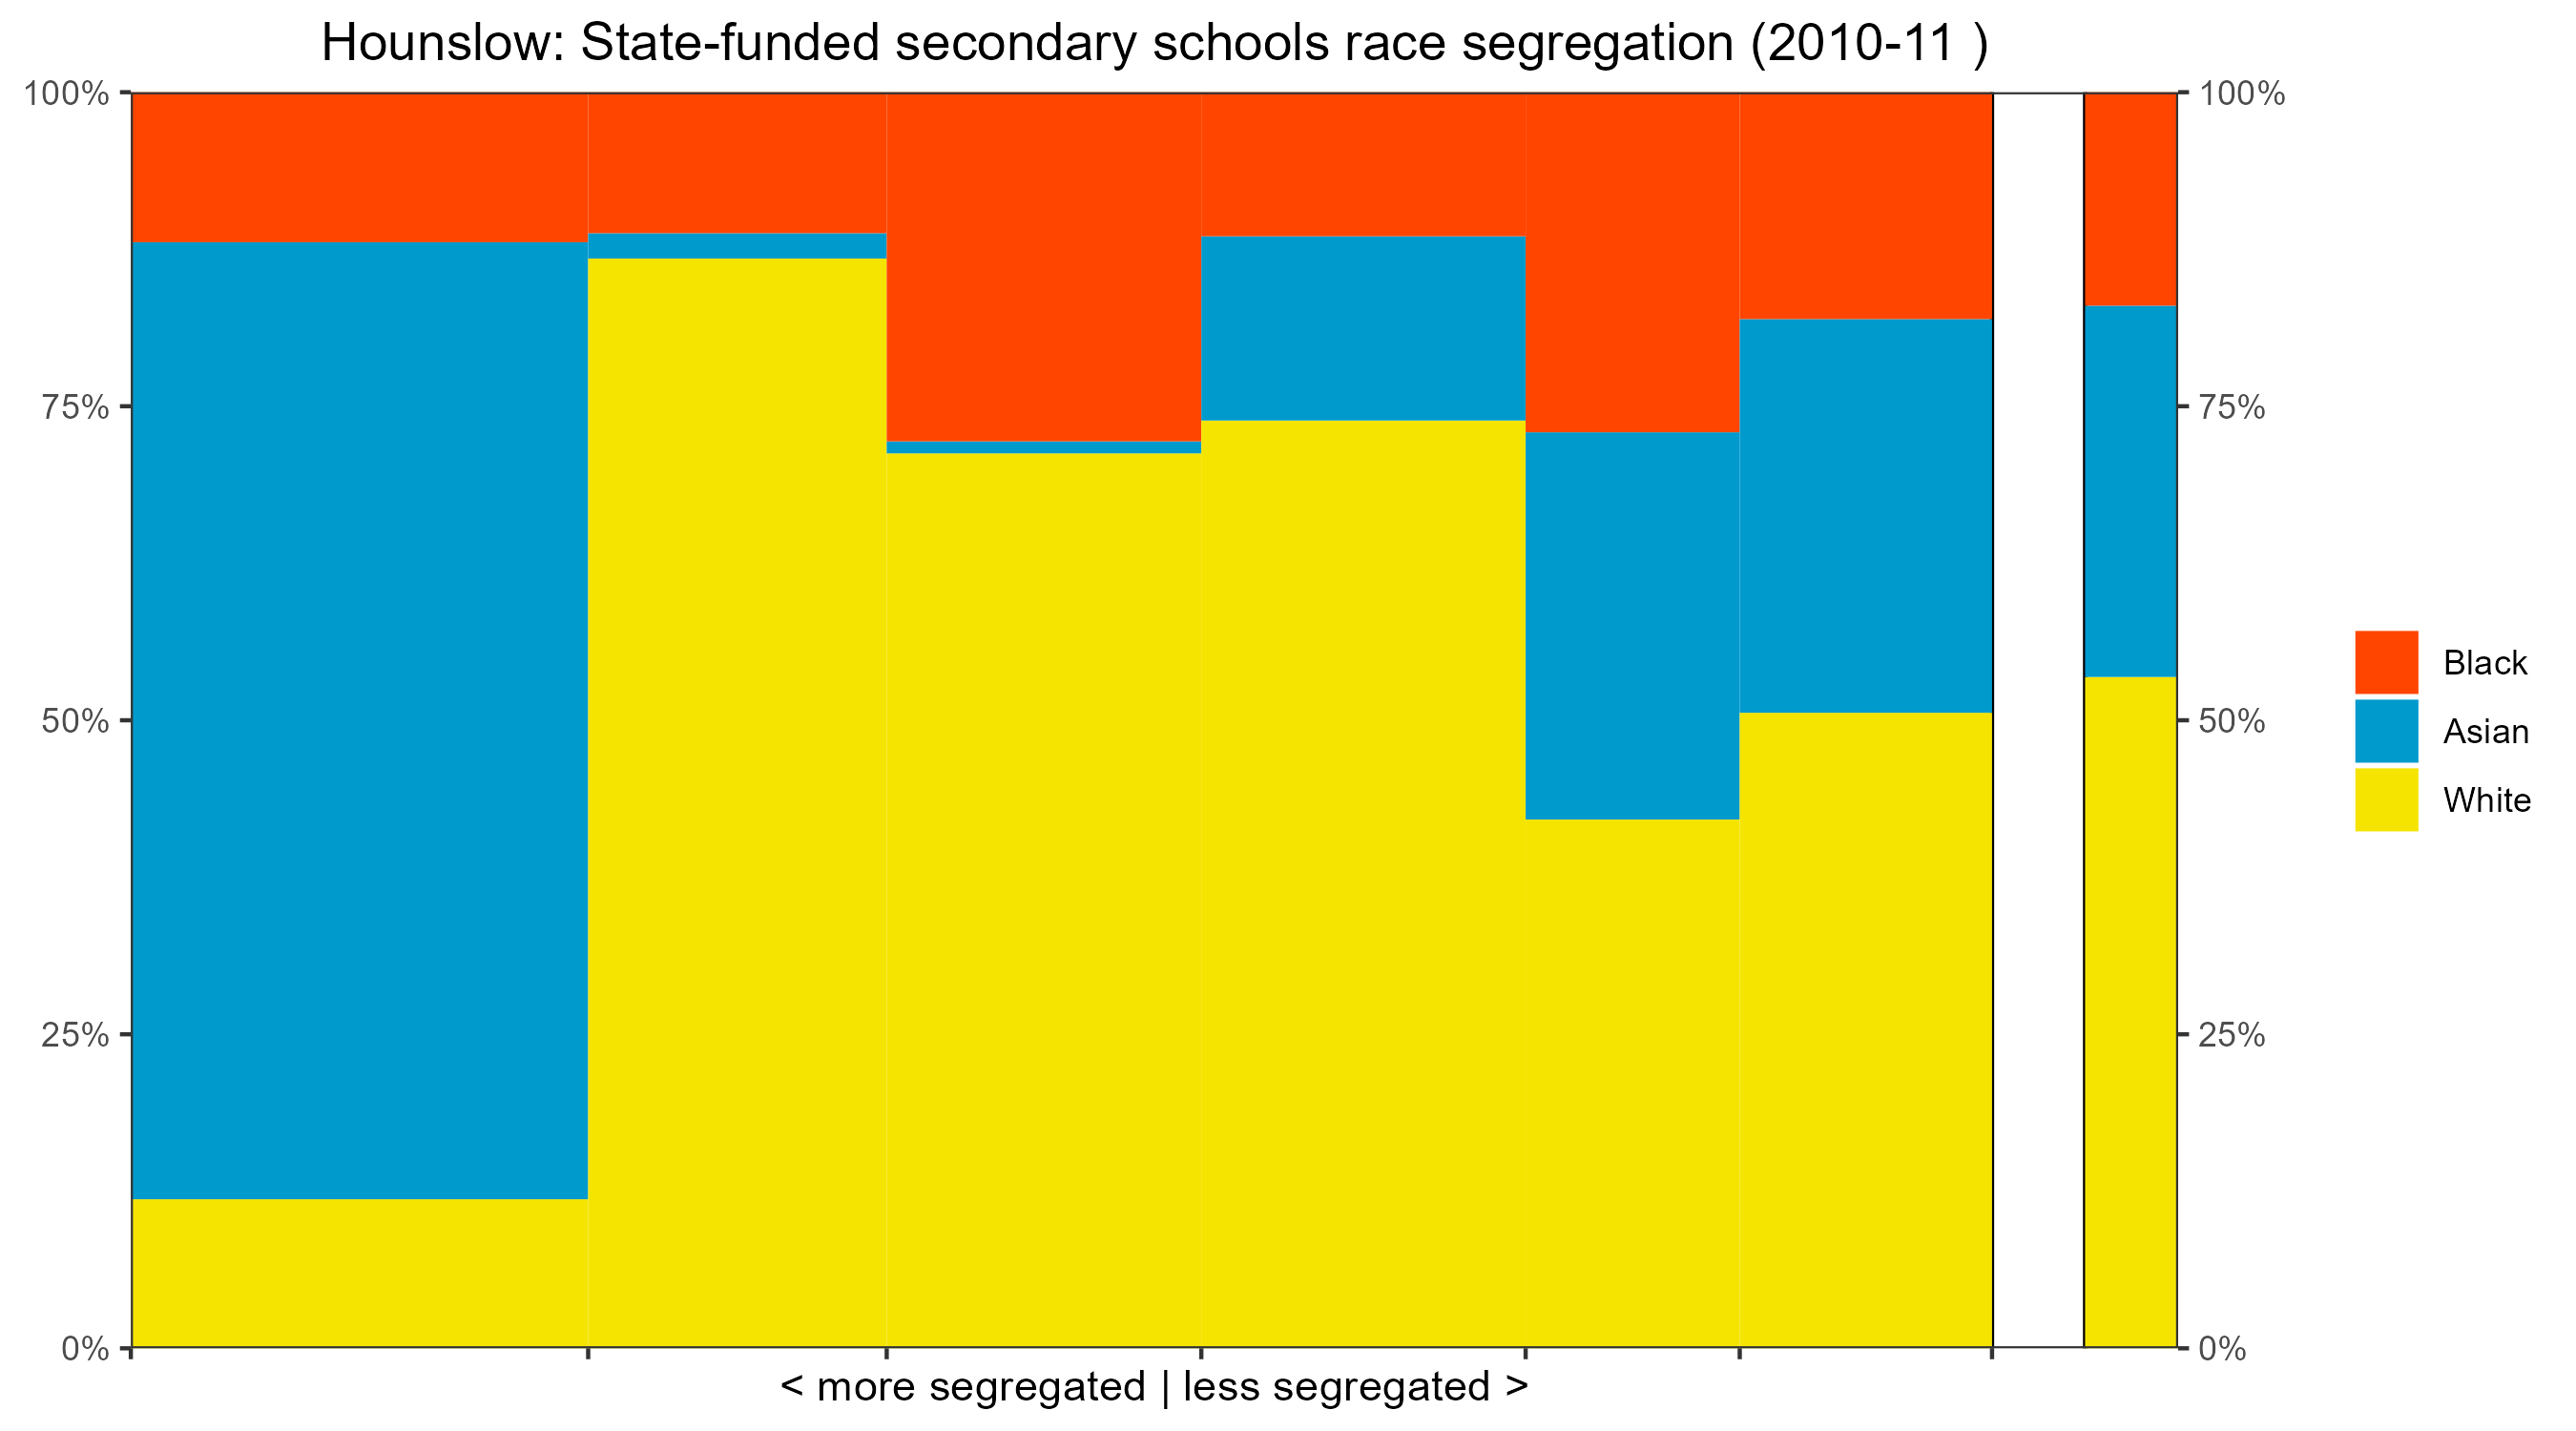 Hounslow: State-funded secondary schools race segregation (2010-11 )
100%
75%
50%
25%
0%
100%
75%
50%
25%
0%
< more segregated | less segregated >
Black
Asian
White